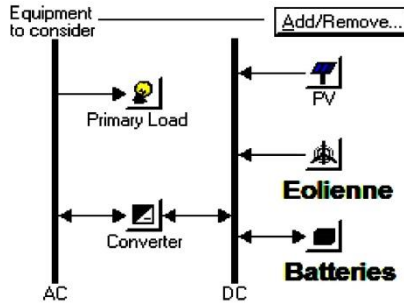 Equipment
to consider
Add/Remove...
Primary Load
PV
Eolienne
Converter
Batteries
AC
DC